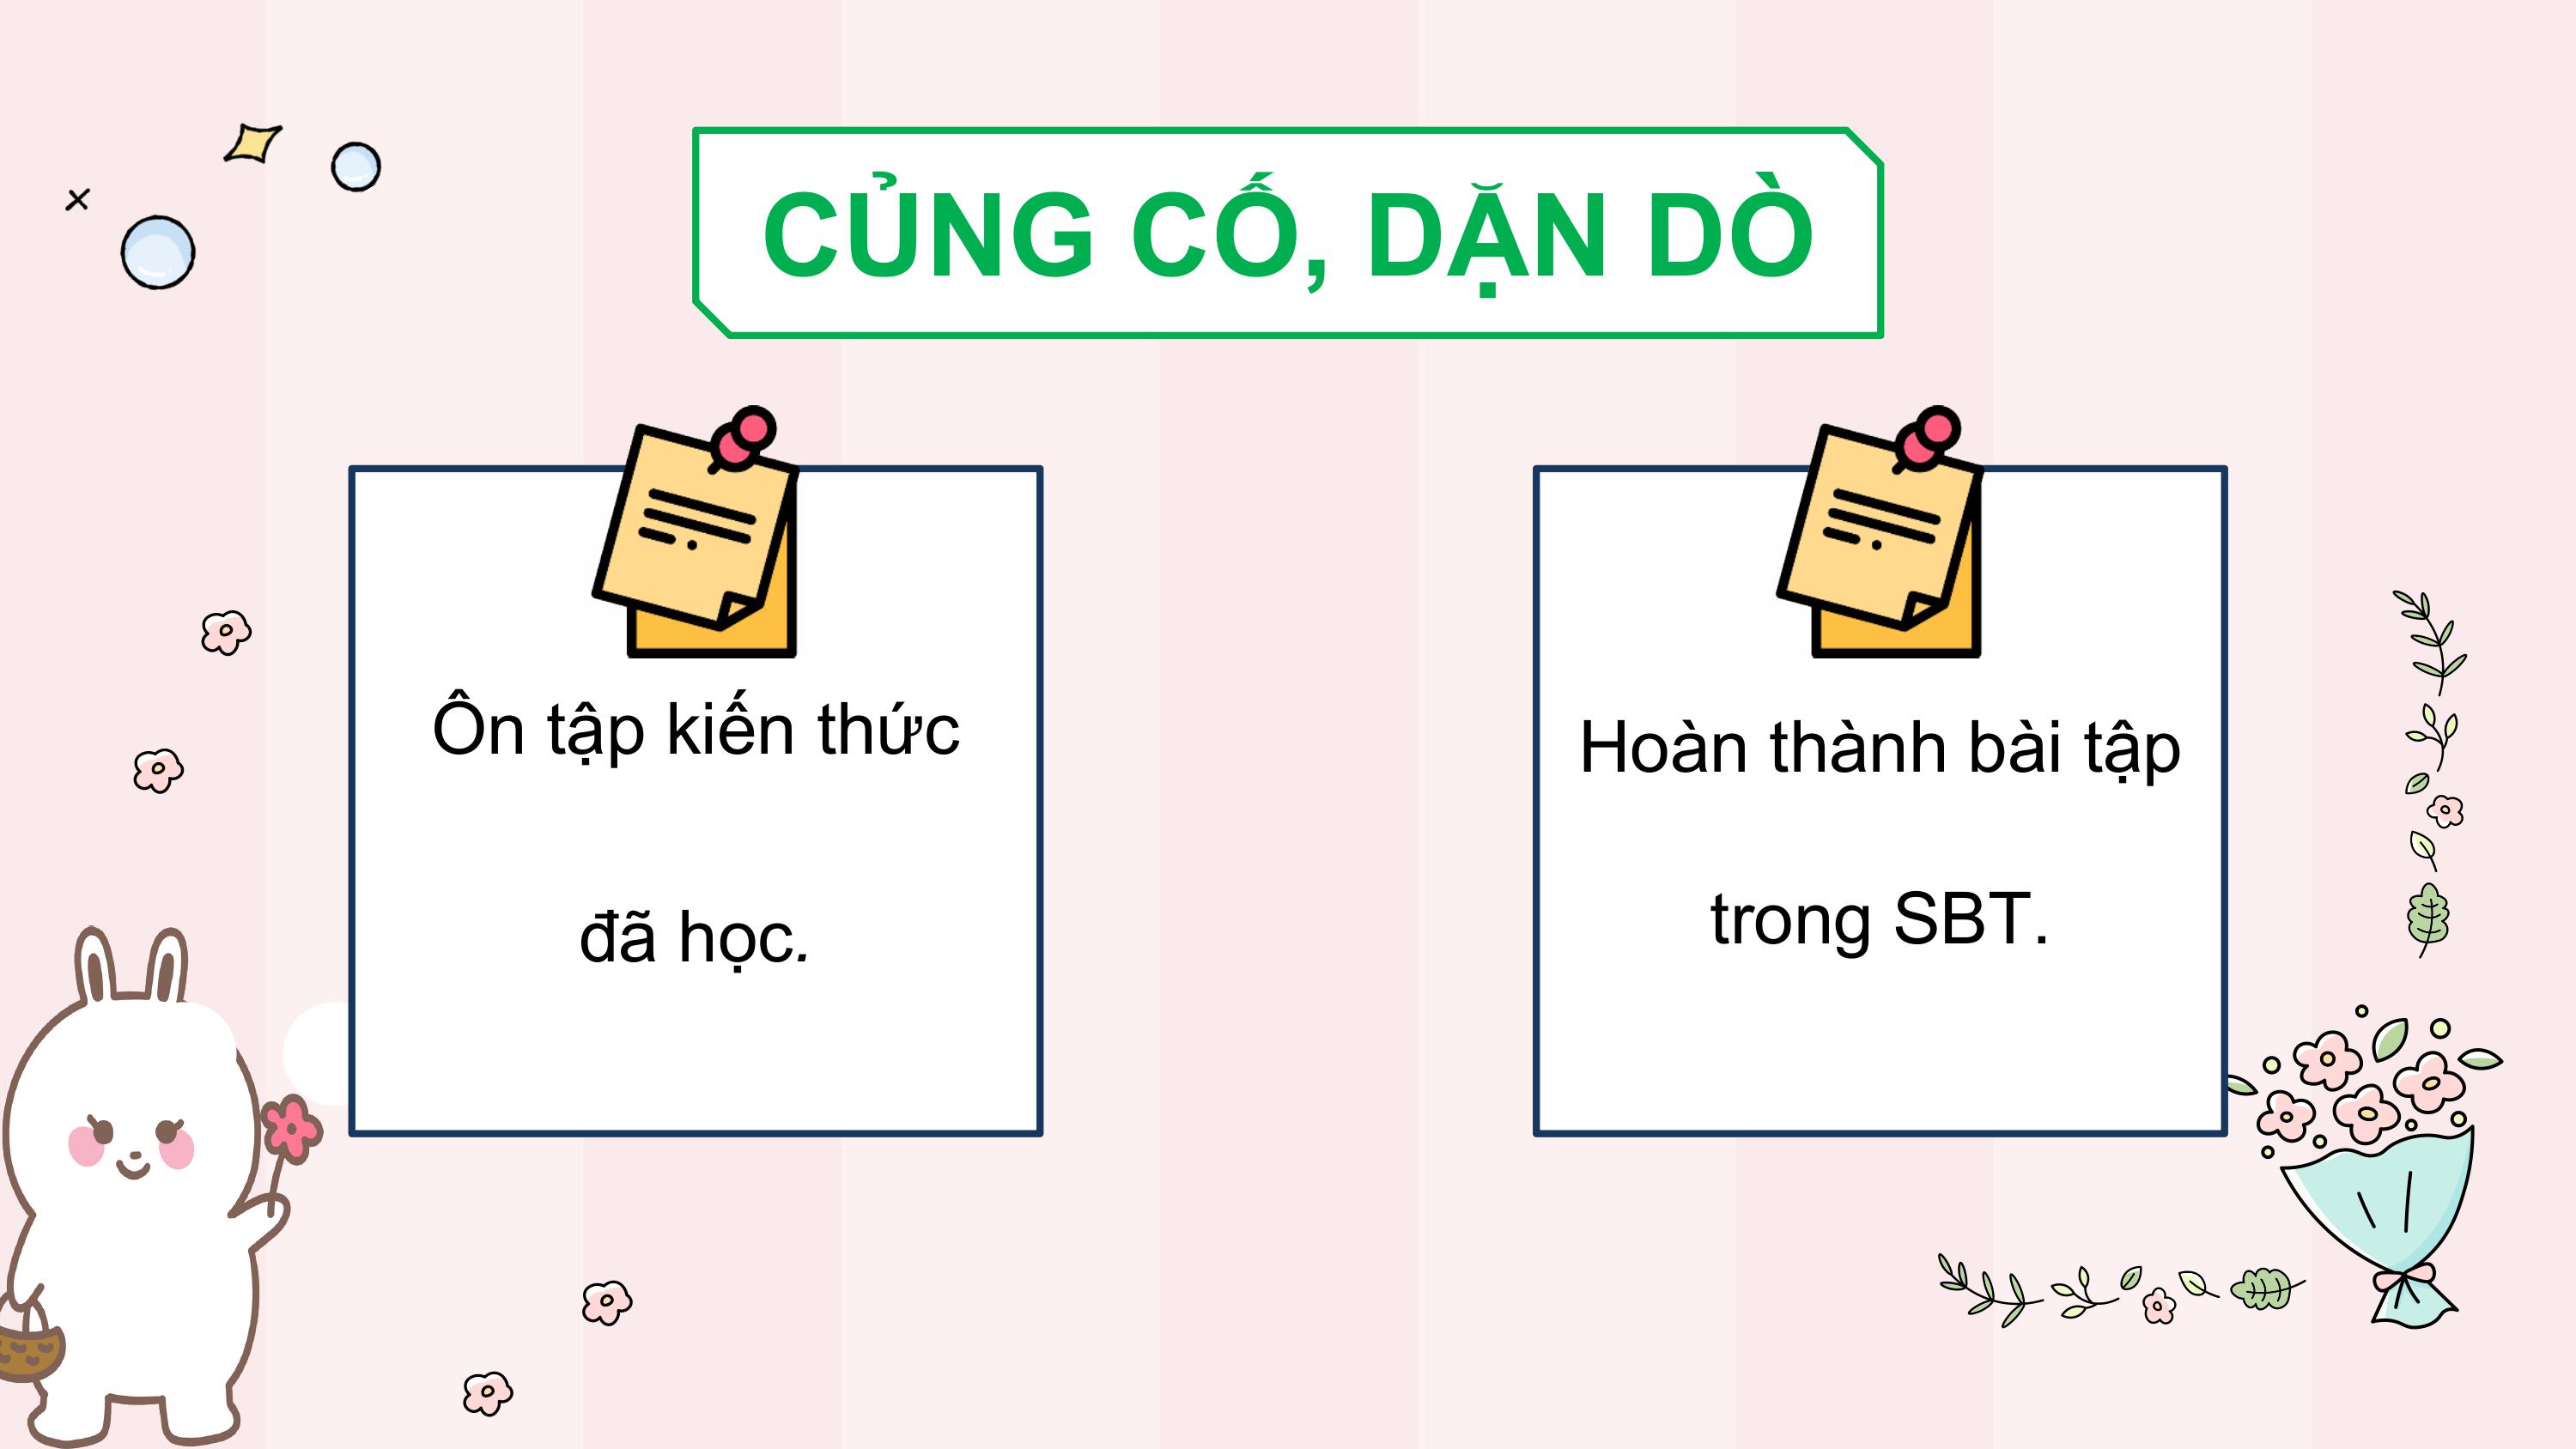 CỦNG CỐ, DẶN DÒ
Ôn tập kiến thức
đã học.
Hoàn thành bài tập
trong SBT.